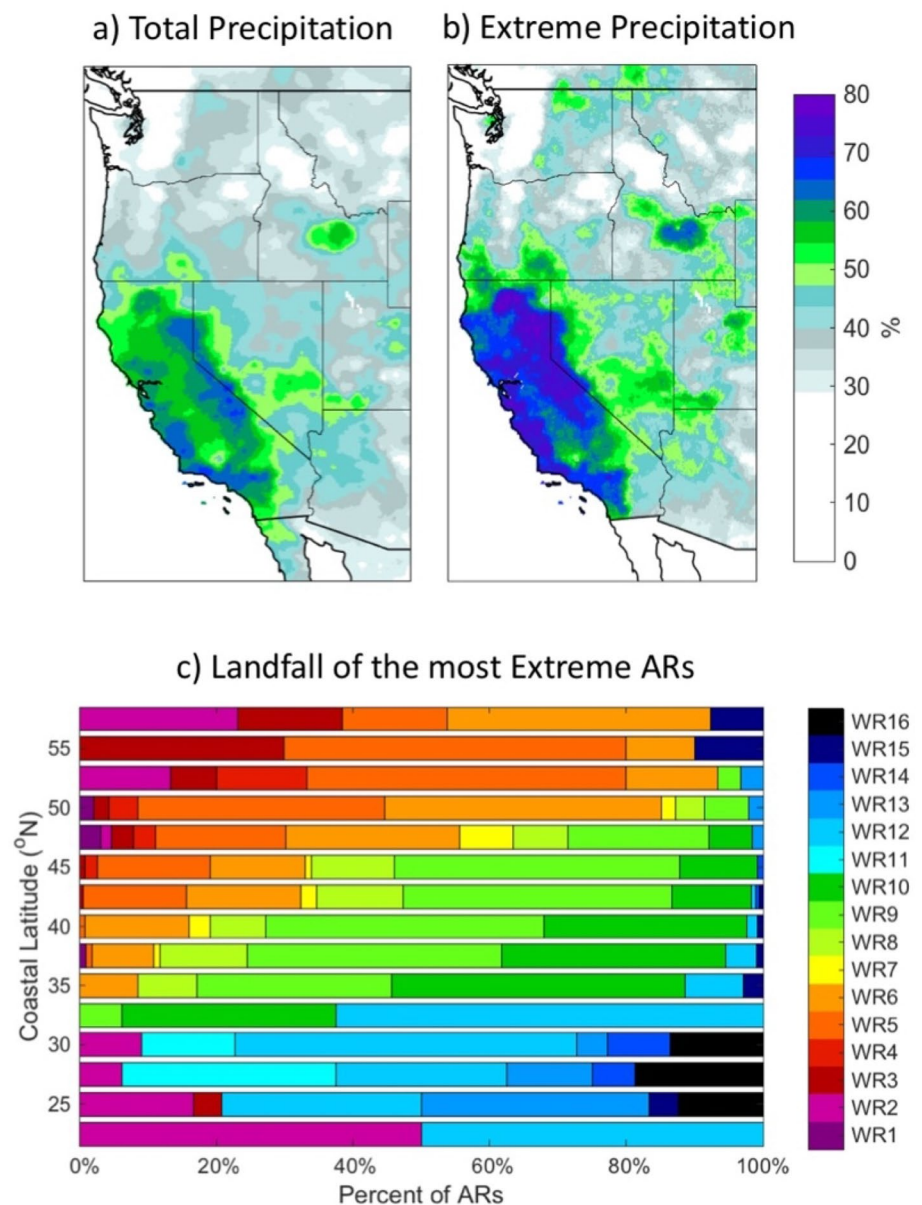 a) Total Precipitation
b) Extreme Precipitation
80
70
60
50
40
30
20
10
0
%
c) Landfall of the most Extreme ARs
Coastal Latitude (°N)
55
50
45
40
35
30
25
0%
20%
40%
60%
80%
100%
Percent of ARs
WR16
WR15
WR14
WR13
WR12
WR11
WR10
WR9
WR8
WR7
WR6
WR5
WR4
WR3
WR2
WR1